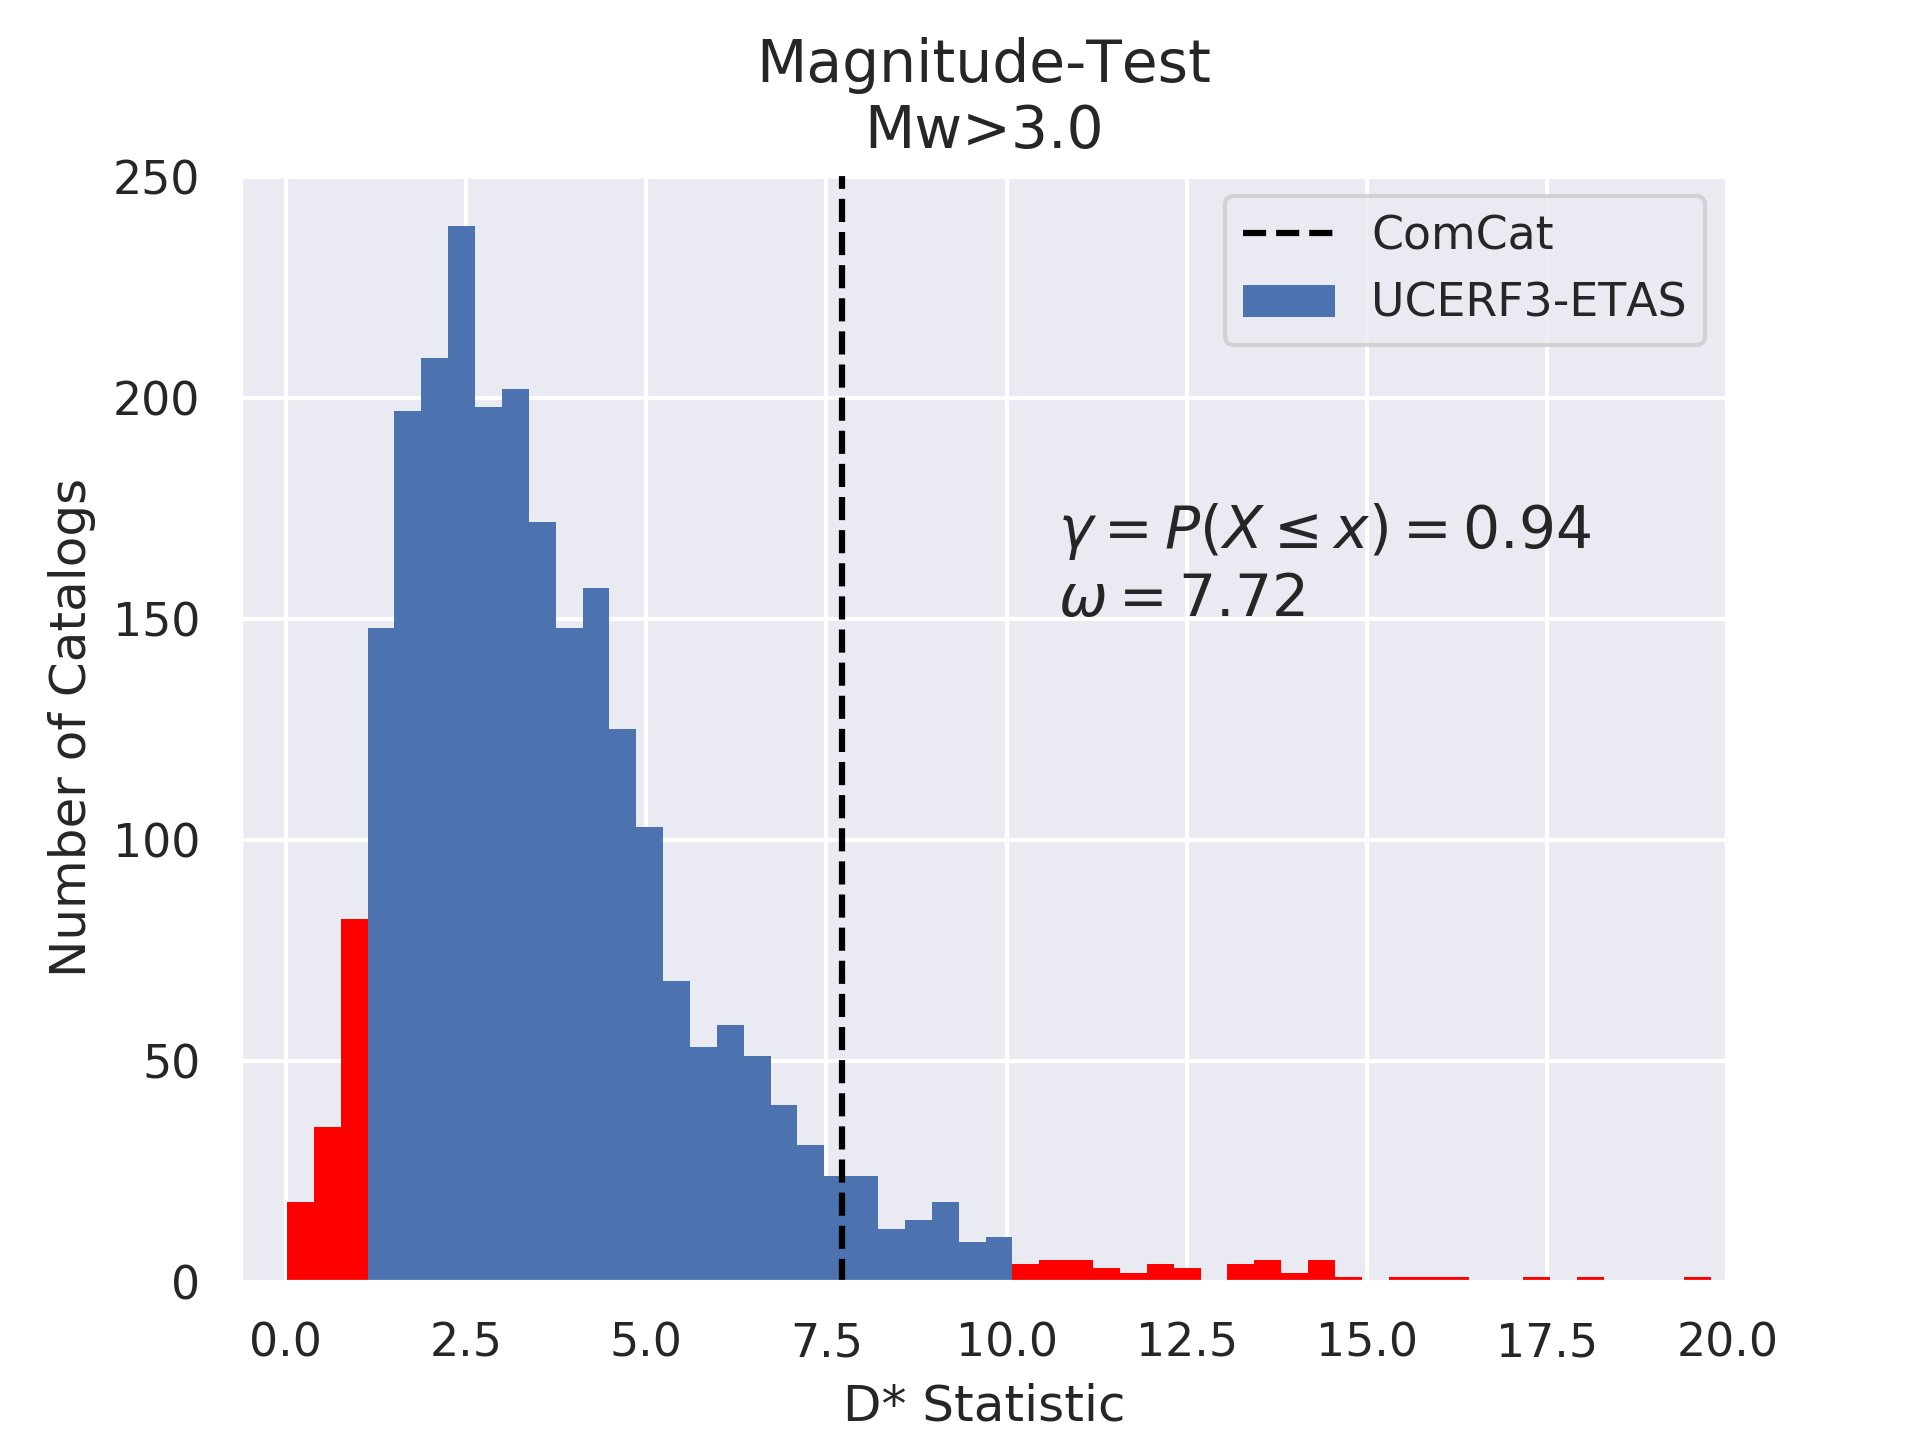 Magnitude-Test
Mw>3.0
250
200
150
100
50
0
Number of Catalogs
ComCat
UCERF3-ETAS
γ = P(X ≤ x) = 0.94
ω = 7.72
0.0 2.5 5.0 7.5 10.0 12.5 15.0 17.5 20.0
D* Statistic